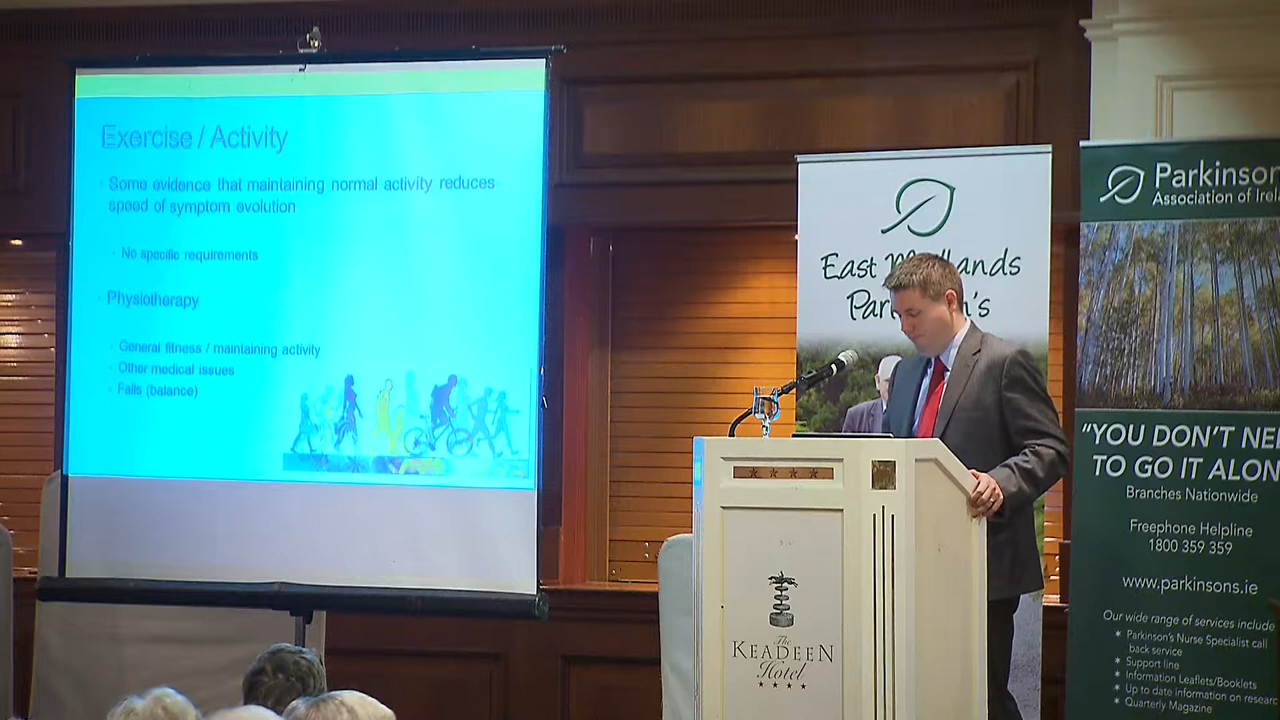 Exercise / Activity
Some evidence that maintaining normal activity reduces
speed of symptom evolution
No specific requirements
Physiotherapy
General fitness / maintaining activity
Other medical issues
Falls (balance)
East
Parkinson
Association of Irela
"YOU DON'T NE
TO GO IT ALON
Branches Nationwide
Freephone Helpline
1800 359 359
www.parkinsons.ie
Our wide range of services include
* Parkinson's Nurse Specialist call
back service
* Support line
* Information Leaflets/Booklets
* Up to date information on researc
* Quarterly Magazine
The
KEADEEN
Hotel